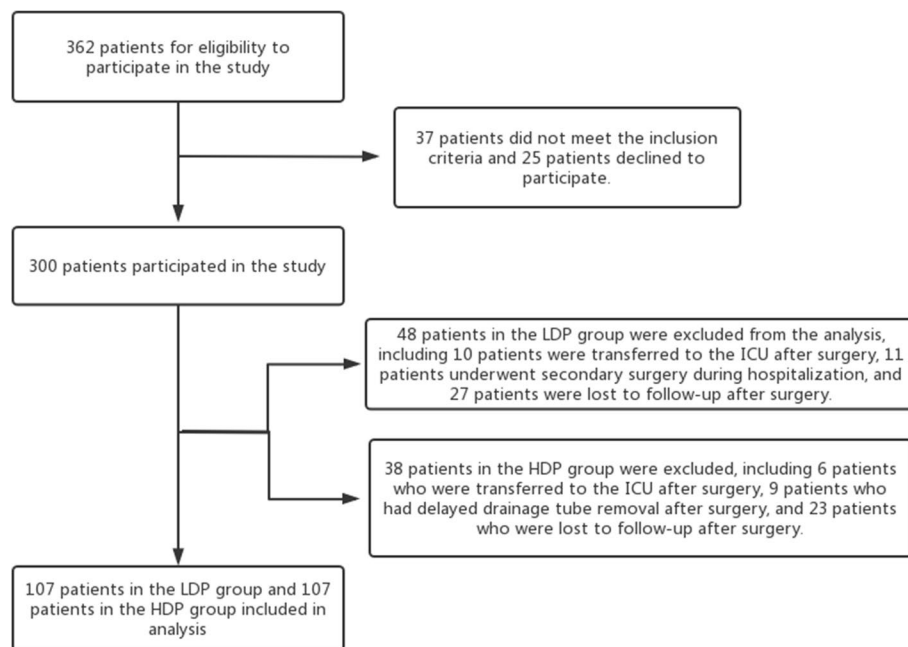 362 patients for eligibility to
participate in the study
37 patients did not meet the inclusion
criteria and 25 patients declined to
participate.
300 patients participated in the study
48 patients in the LDP group were excluded from the analysis,
including 10 patients were transferred to the ICU after surgery, 11
patients underwent secondary surgery during hospitalization, and
27 patients were lost to follow-up after surgery.
38 patients in the HDP group were excluded, including 6 patients
who were transferred to the ICU after surgery, 9 patients who
had delayed drainage tube removal after surgery, and 23 patients
who were lost to follow-up after surgery.
107 patients in the LDP group and 107
patients in the HDP group included in
analysis